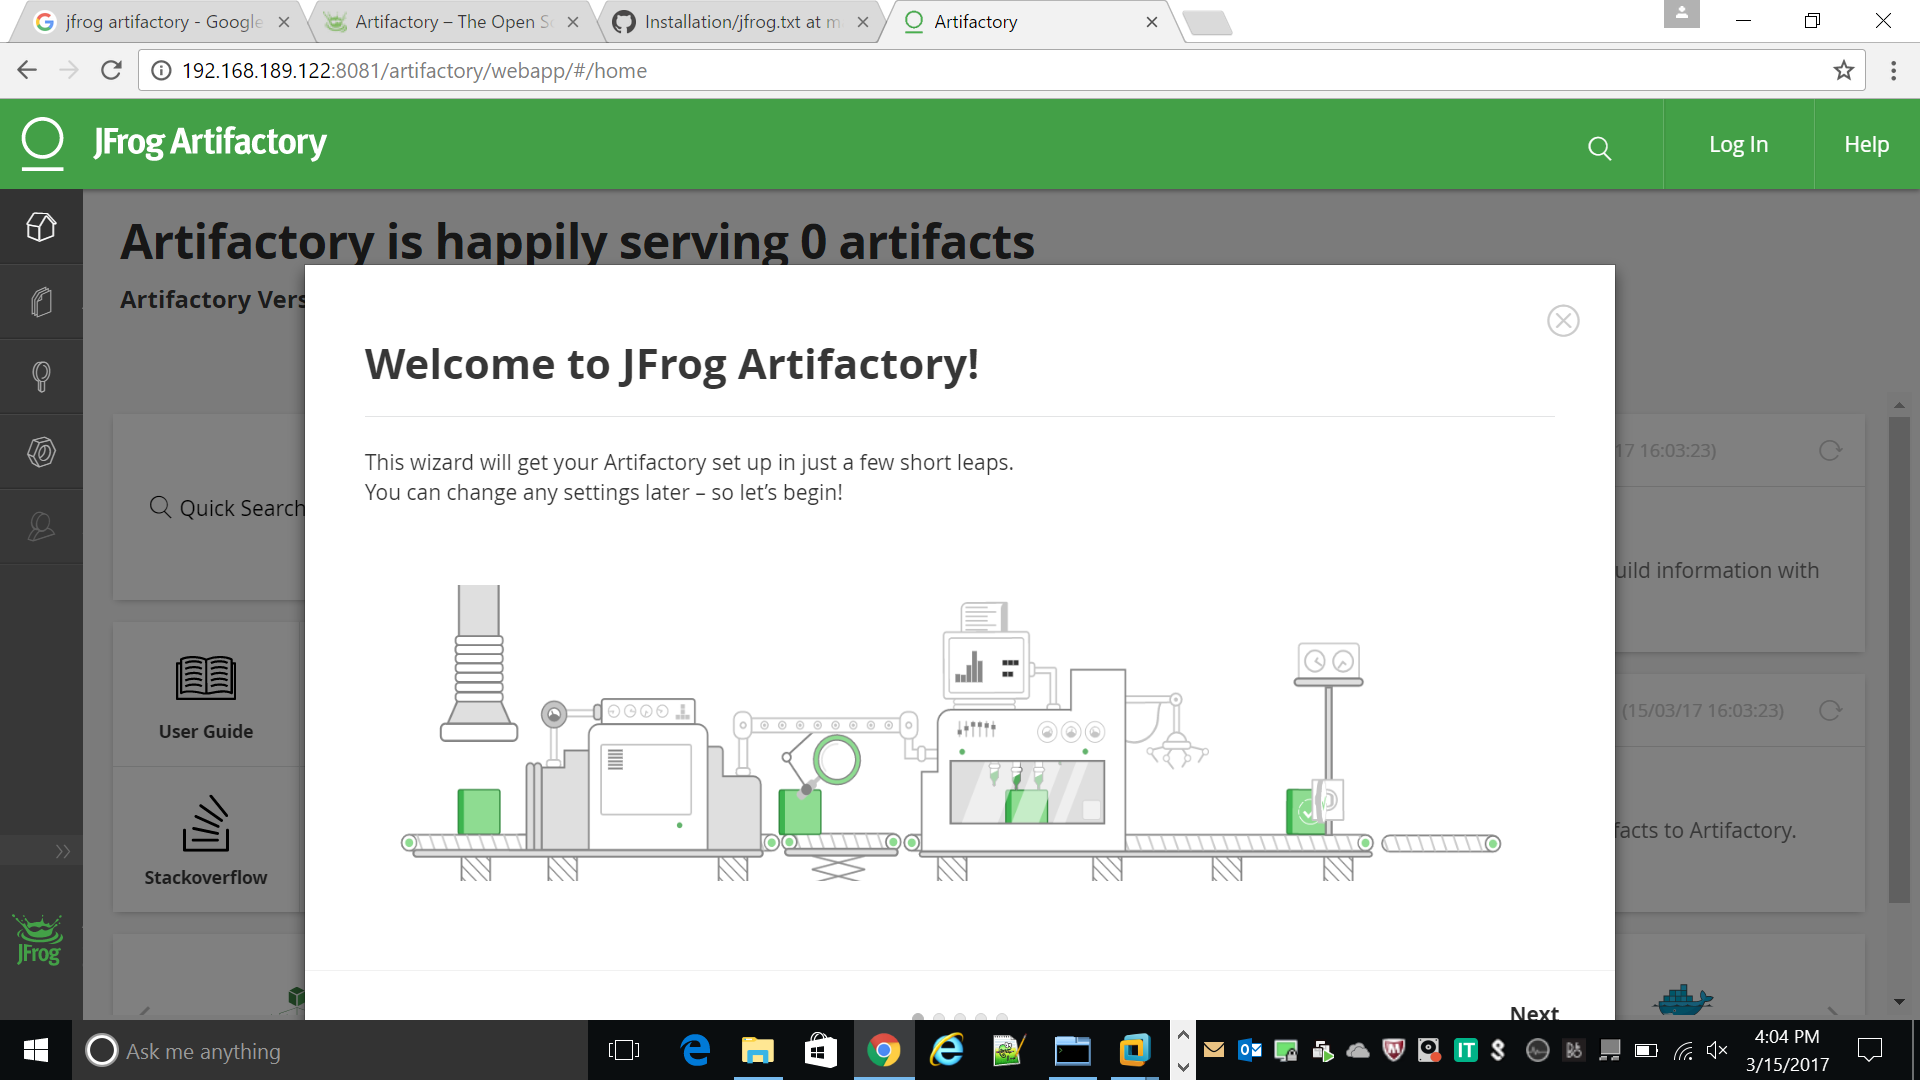 jfrog artifactory - Google
Artifactory – The Open So
Installation/jfrog.txt at m
Artifactory
192.168.189.122:8081/artifactory/webapp/#/home
JFrog Artifactory
Log In
Help
Artifactory is happily serving 0 artifacts
Artifactory Vers
Welcome to JFrog Artifactory!
This wizard will get your Artifactory set up in just a few short leaps.
You can change any settings later – so let's begin!
17 16:03:23)
Quick Search
uild information with
User Guide
(15/03/17 16:03:23)
facts to Artifactory.
Stackoverflow
JFrog
Next
Ask me anything
4:04 PM
3/15/2017